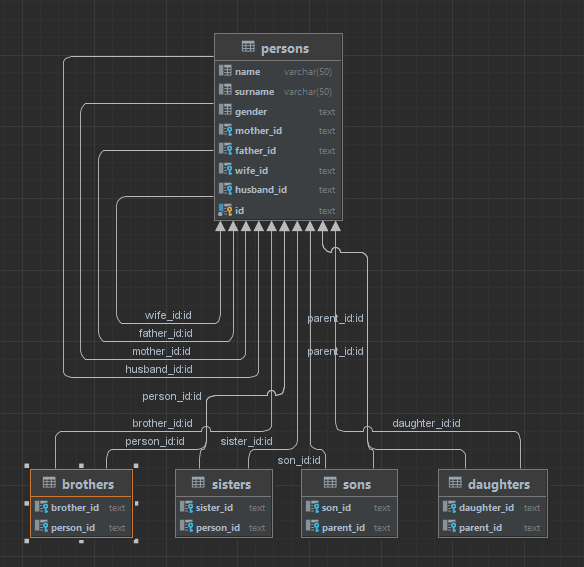 persons
name varchar(50)
surname varchar(50)
gender text
mother_id text
father_id text
wife_id text
husband_id text
id text
wife_id:id
parent_id:id
father_id:id
mother_id:id
parent_id:id
husband_id:id
person_id:id
brother_id:id
daughter_id:id
person_id:id
sister_id:id
son_id:id
brothers
brother_id text
person_id text
sisters
sister_id text
person_id text
sons
son_id text
parent_id text
daughters
daughter_id text
parent_id text